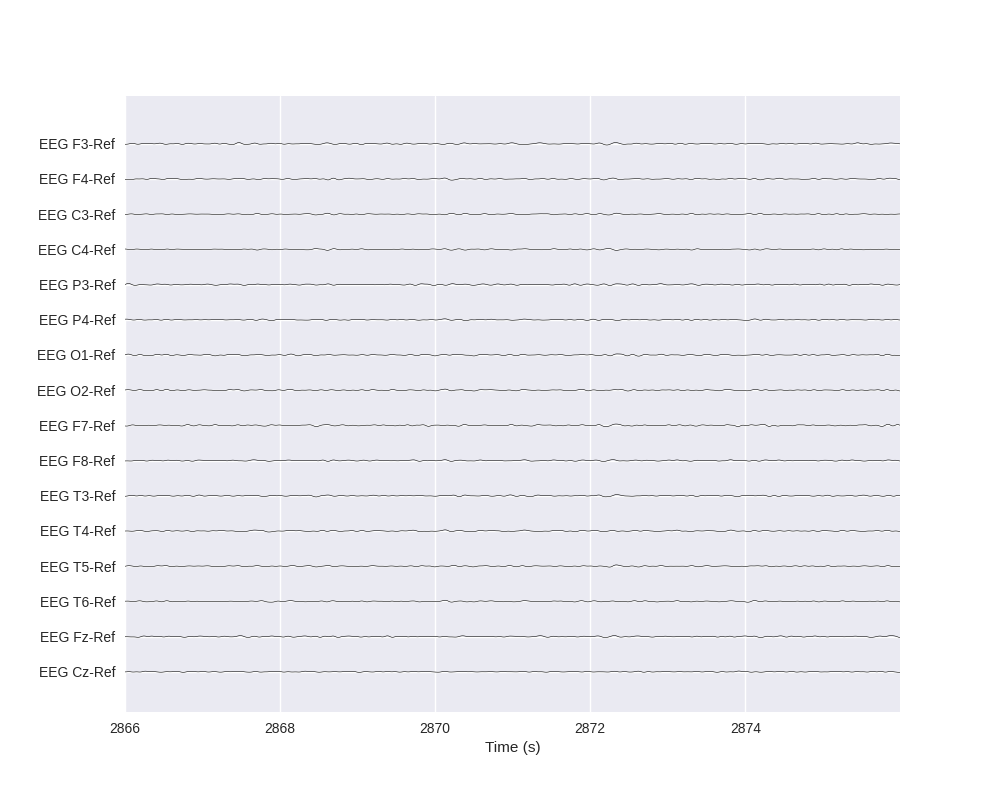 EEG F3-Ref
EEG F4-Ref
EEG C3-Ref
EEG C4-Ref
EEG P3-Ref
EEG P4-Ref
EEG O1-Ref
EEG O2-Ref
EEG F7-Ref
EEG F8-Ref
EEG T3-Ref
EEG T4-Ref
EEG T5-Ref
EEG T6-Ref
EEG Fz-Ref
EEG Cz-Ref
2866 2868 2870 2872 2874
Time (s)